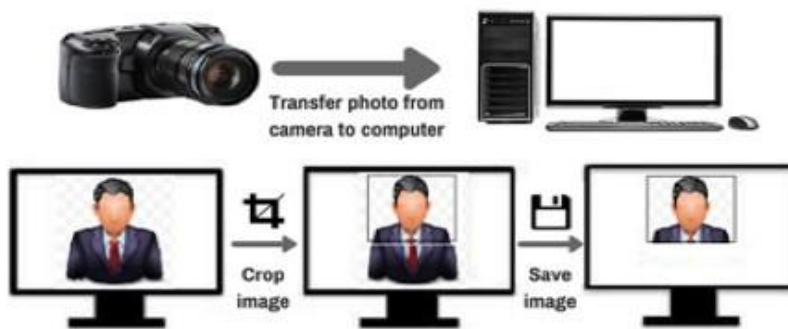 Transfer photo from
camera to computer
Crop
image
Save
image